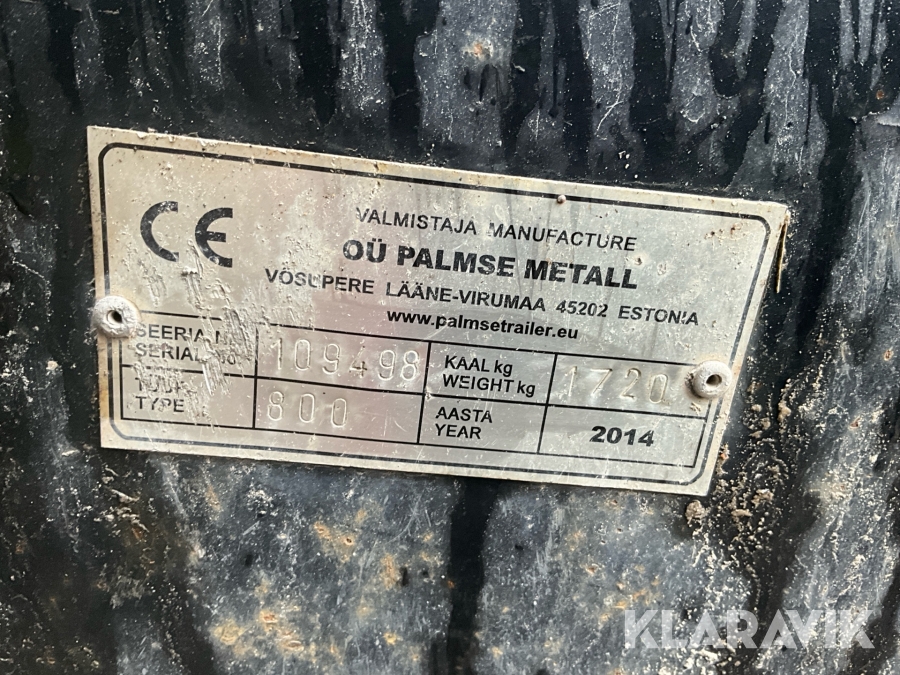 CE
VALMISTAJA MANUFACTURE
OÜ PALMSE METALL
VÕSUPERE LÄÄNE-VIRUMAA 45202 ESTONIA
www.palmsetrailer.eu
SEERIA
SERIAL
109498
KAAL kg
WEIGHT kg
1720
TYPE
800
AASTA
YEAR
2014
KLARAVIK